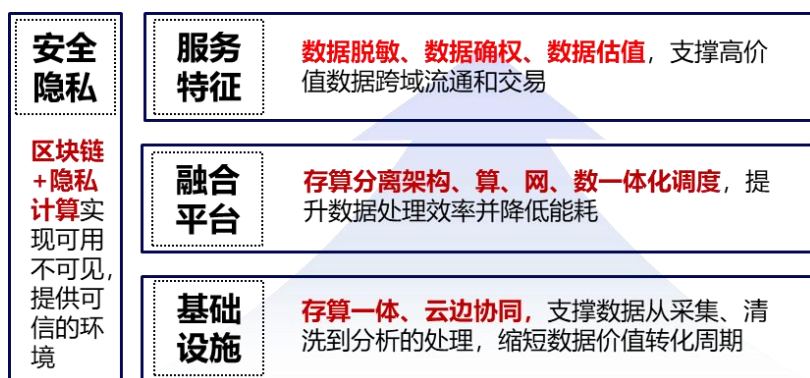 安全
隐私
区块链
+隐私
计算实
现可用
不可见，
提供可
信的环
境
服务
特征
数据脱敏、数据确权、数据估值，支撑高价
值数据跨域流通和交易
融合
平台
存算分离架构、算、网、数一体化调度，提
升数据处理效率并降低能耗
基础
设施
存算一体、云边协同，支撑数据从采集、清
洗到分析的处理，缩短数据价值转化周期